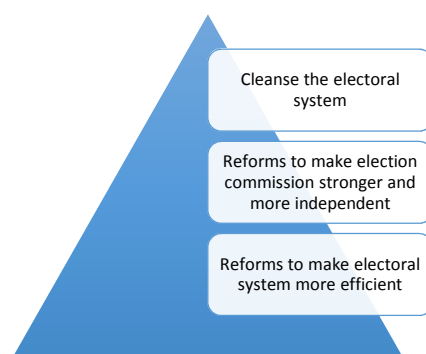 Cleanse the electoral
system
Reforms to make election
commission stronger and
more independent
Reforms to make electoral
system more efficient